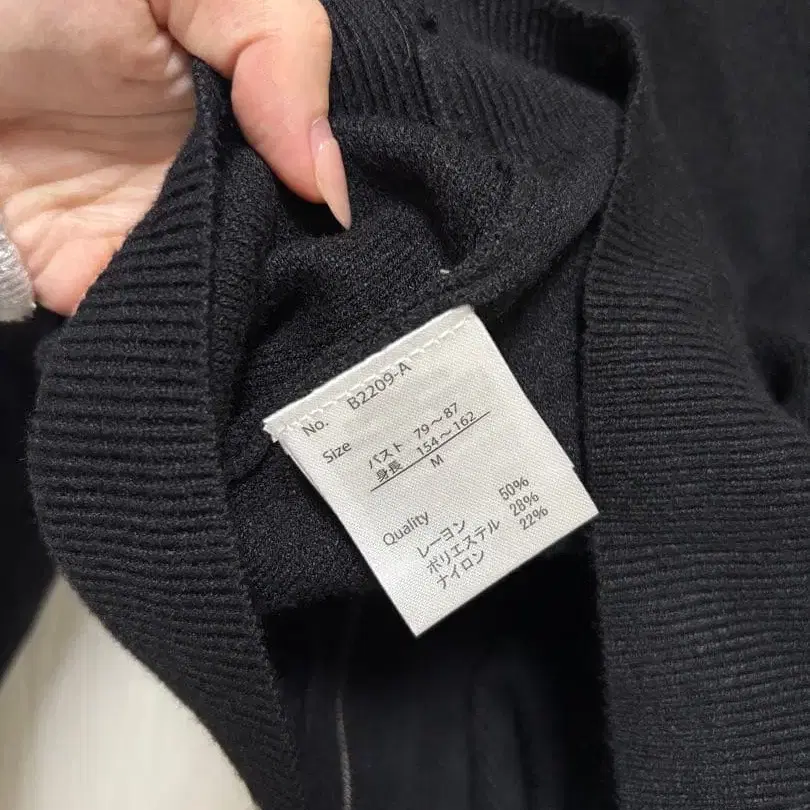 No. B2209-A
Size
バスト 79～87
身長 154～162
M
Quality
レーヨン 50%
ポリエステル 28%
ナイロン 22%